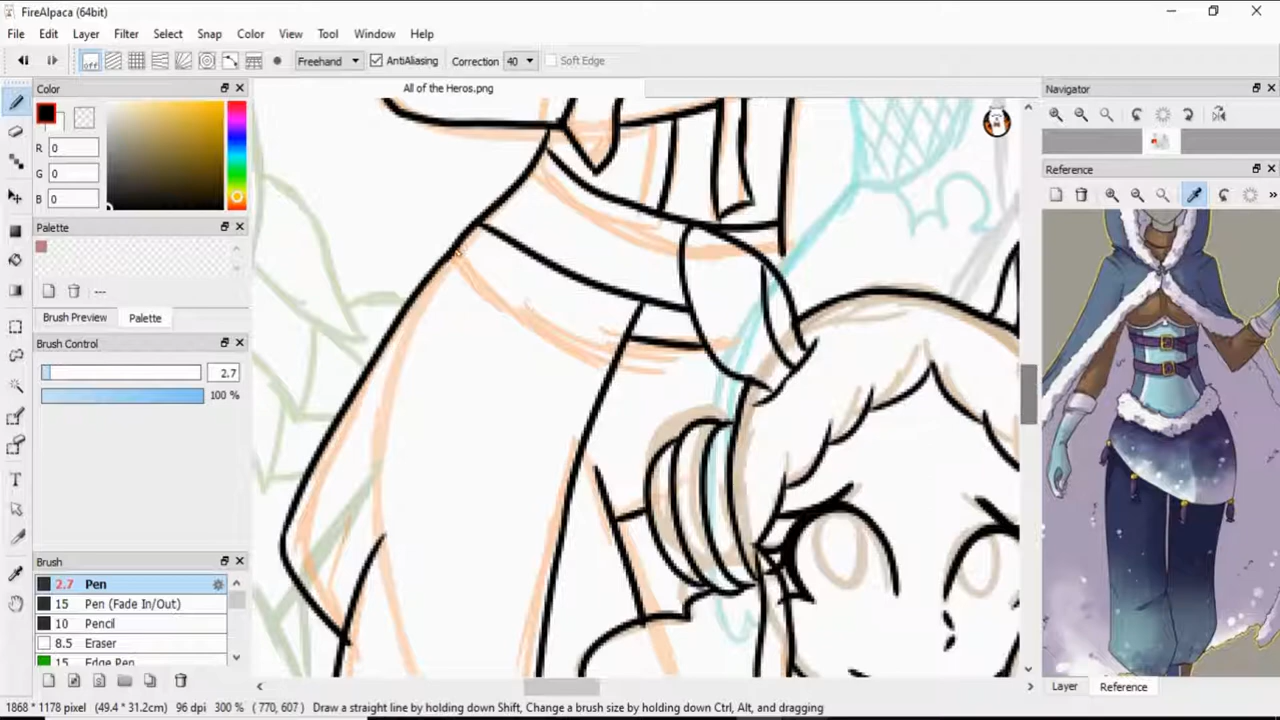 FireAlpaca (64bit)
File Edit Layer Filter Select Snap Color View Tool Window Help
off Freehand AntiAliasing Correction 40 Soft Edge
Color
All of the Heros.png
Navigator
R 0
G 0
B 0
Reference
Palette
---
Brush Preview Palette
Brush Control
2.7
100 %
Brush
2.7 Pen
15 Pen (Fade In/Out)
10 Pencil
8.5 Eraser
15 Edge Pen
Layer Reference
1868 * 1178 pixel (49.4 * 31.2cm) 96 dpi 300 % ( 770, 607 ) Draw a straight line by holding down Shift, Change a brush size by holding down Ctrl, Alt, and dragging